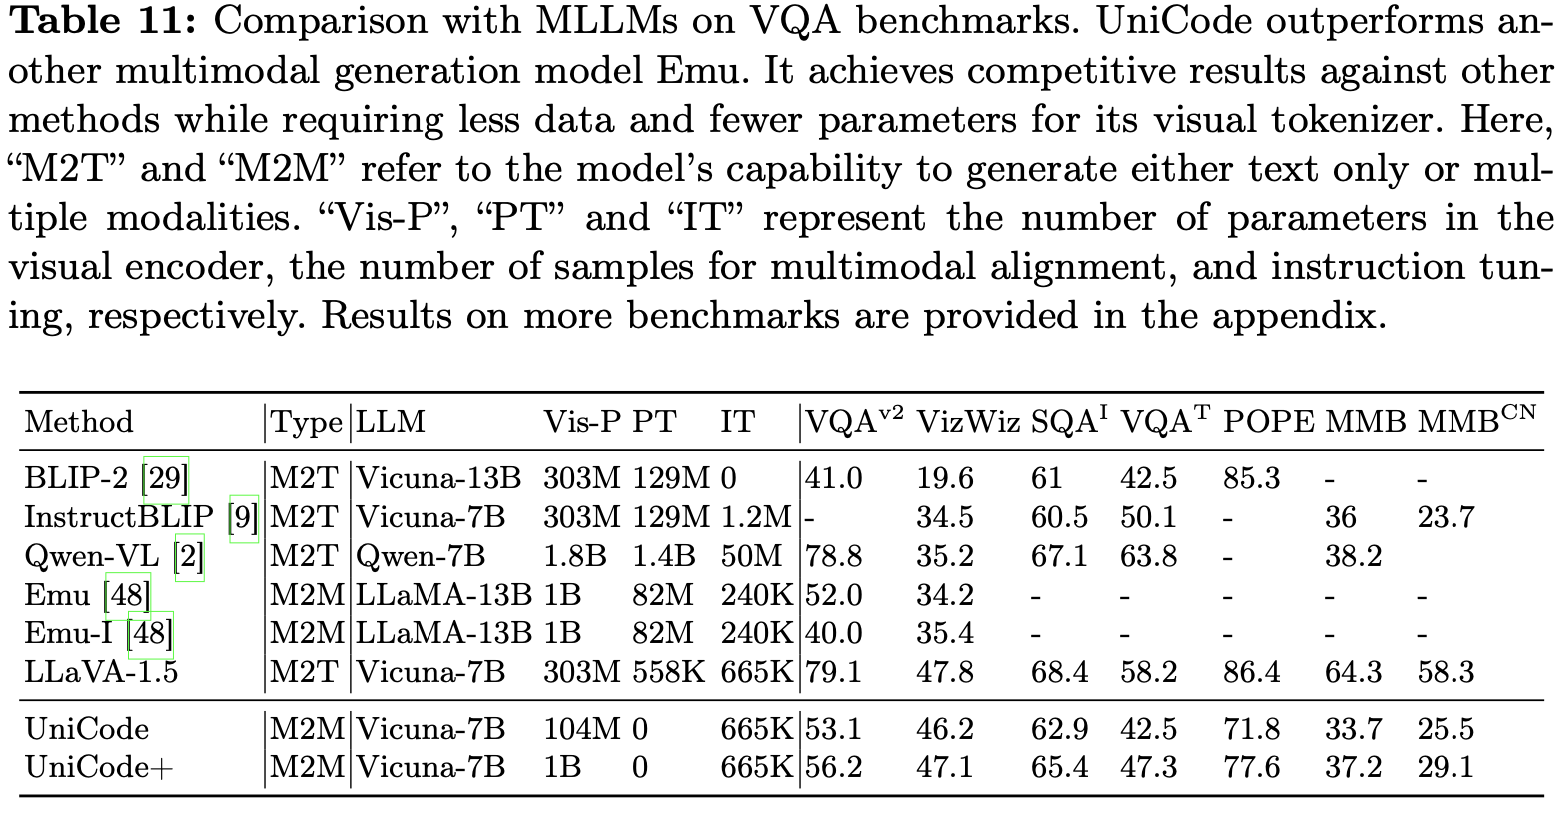 Table 11: Comparison with MLLMs on VQA benchmarks. UniCode outperforms an-
other multimodal generation model Emu. It achieves competitive results against other
methods while requiring less data and fewer parameters for its visual tokenizer. Here,
“M2T” and “M2M” refer to the model’s capability to generate either text only or mul-
tiple modalities. “Vis-P”, “PT” and “IT” represent the number of parameters in the
visual encoder, the number of samples for multimodal alignment, and instruction tun-
ing, respectively. Results on more benchmarks are provided in the appendix.
Method Type LLM Vis-P PT IT VQAv2 VizWiz SQAI VQAT POPE MMB MMBCN
BLIP-2 [29] M2T Vicuna-13B 303M 129M 0 41.0 19.6 61 42.5 85.3 - -
InstructBLIP [9] M2T Vicuna-7B 303M 129M 1.2M - 34.5 60.5 50.1 - 36 23.7
Qwen-VL [2] M2T Qwen-7B 1.8B 1.4B 50M 78.8 35.2 67.1 63.8 - 38.2
Emu [48] M2M LLaMA-13B 1B 82M 240K 52.0 34.2 - - - - -
Emu-I [48] M2M LLaMA-13B 1B 82M 240K 40.0 35.4 - - - - -
LLaVA-1.5 M2T Vicuna-7B 303M 558K 665K 79.1 47.8 68.4 58.2 86.4 64.3 58.3
UniCode M2M Vicuna-7B 104M 0 665K 53.1 46.2 62.9 42.5 71.8 33.7 25.5
UniCode+ M2M Vicuna-7B 1B 0 665K 56.2 47.1 65.4 47.3 77.6 37.2 29.1